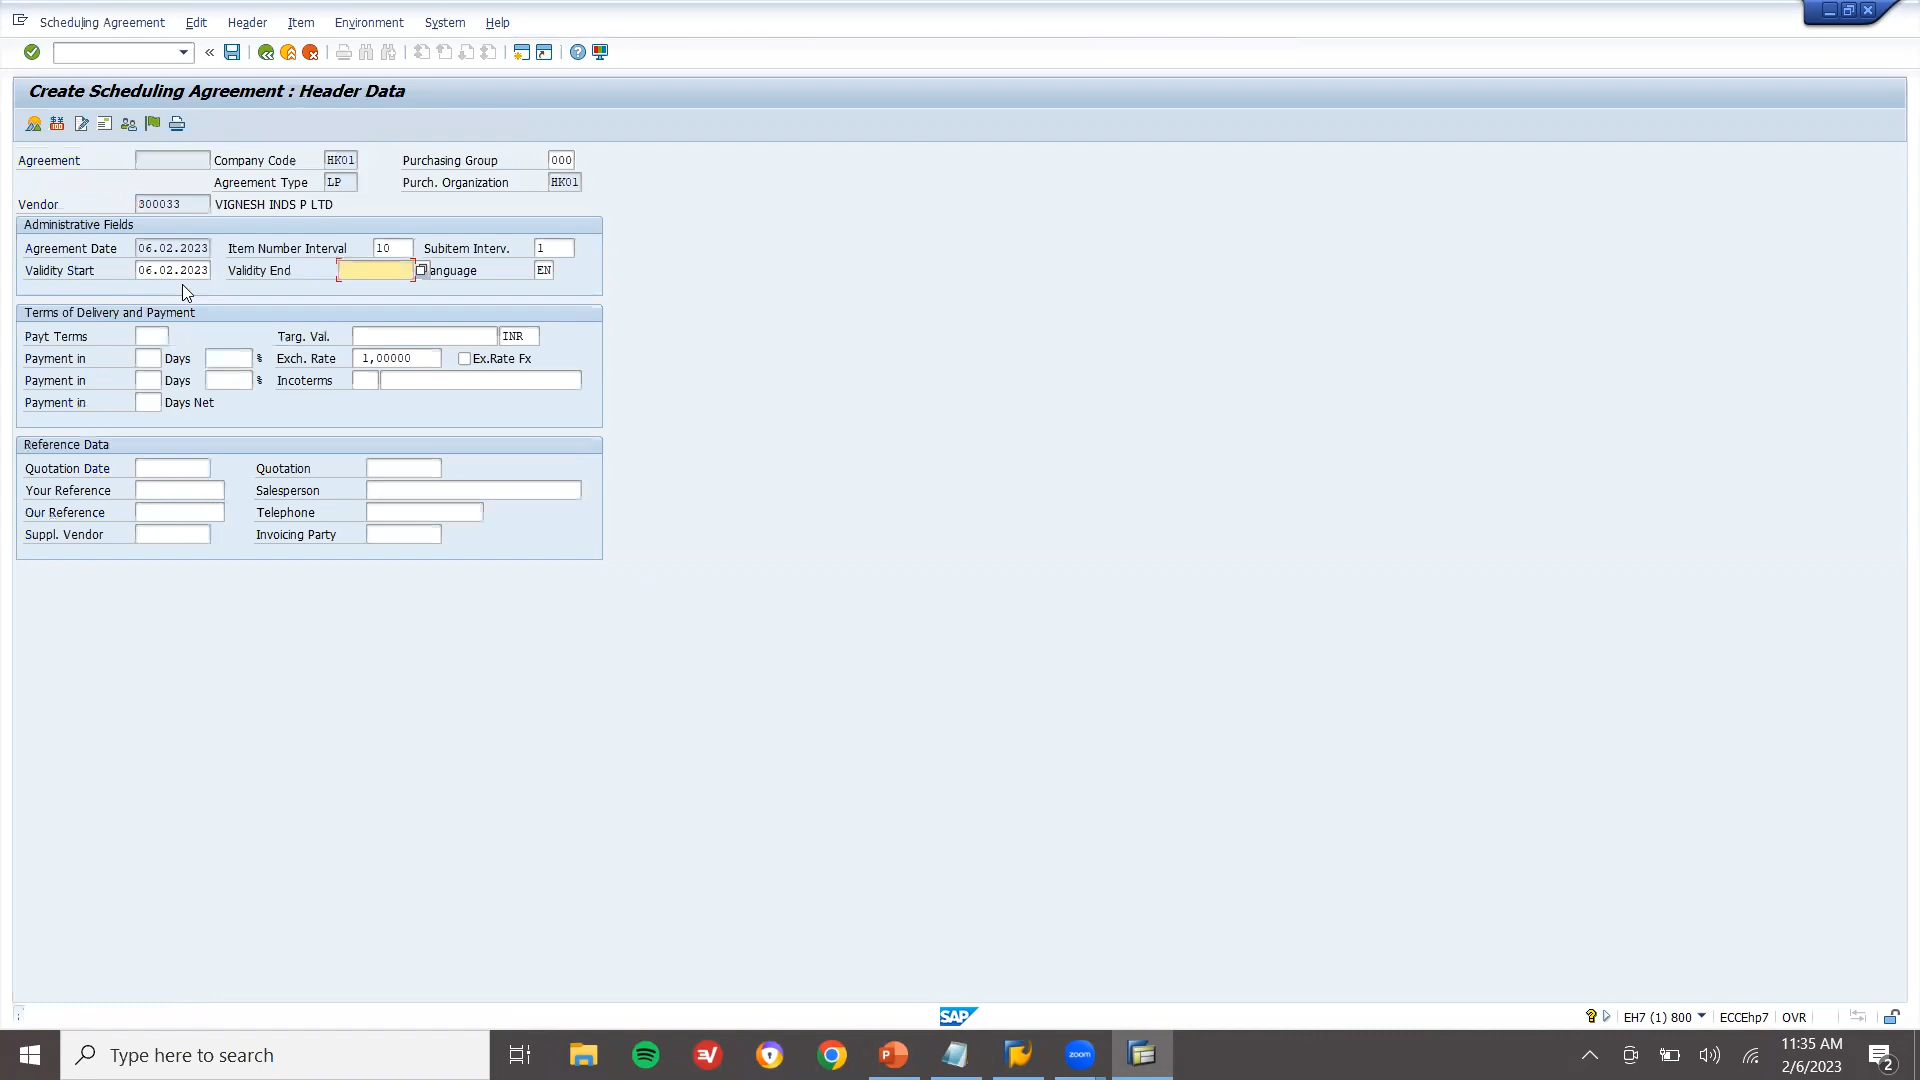 Scheduling Agreement Edit Header Item Environment System Help
Create Scheduling Agreement : Header Data
Agreement Company Code HK01 Purchasing Group 000
Agreement Type LP Purch. Organization HK01
Vendor 300033 VIGNESH INDS P LTD
Administrative Fields
Agreement Date 06.02.2023 Item Number Interval 10 Subitem Interv. 1
Validity Start 06.02.2023 Validity End anguage EN
Terms of Delivery and Payment
Payt Terms Targ. Val. INR
Payment in Days % Exch. Rate 1,00000 Ex.Rate Fx
Payment in Days % Incoterms
Payment in Days Net
Reference Data
Quotation Date Quotation
Your Reference Salesperson
Our Reference Telephone
Suppl. Vendor Invoicing Party
SAP EH7 (1) 800 ECCEhp7 OVR
Type here to search zoom 11:35 AM
2/6/2023 2